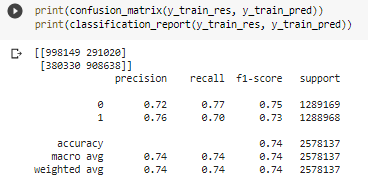 print(confusion_matrix(y_train_res, y_train_pred))
print(classification_report(y_train_res, y_train_pred))
[[998149 291020]
[380330 908638]]
precision recall f1-score support
0 0.72 0.77 0.75 1289169
1 0.76 0.70 0.73 1288968
accuracy 0.74 2578137
macro avg 0.74 0.74 0.74 2578137
weighted avg 0.74 0.74 0.74 2578137